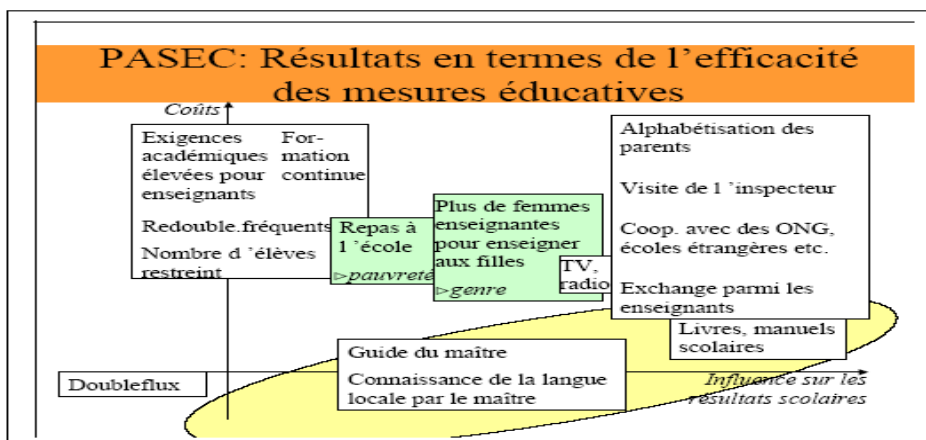 PASEC: Résultats en termes de l’efficacité
des mesures éducatives
Coûts
Exigences For-
académiques mation
élevées pour continue
enseignants
Redouble.fréquents
Nombre d ’élèves
restreint
Repas à
l ’école
▷pauvreté
Plus de femmes
enseignantes
pour enseigner
aux filles
▷genre
TV,
radio
Alphabétisation des
parents
Visite de l ’inspecteur
Coop. avec des ONG,
écoles étrangères etc.
Exchange parmi les
enseignants
Livres, manuels
scolaires
Guide du maître
Connaissance de la langue
locale par le maître
Doubleflux
Influence sur les
résultats scolaires